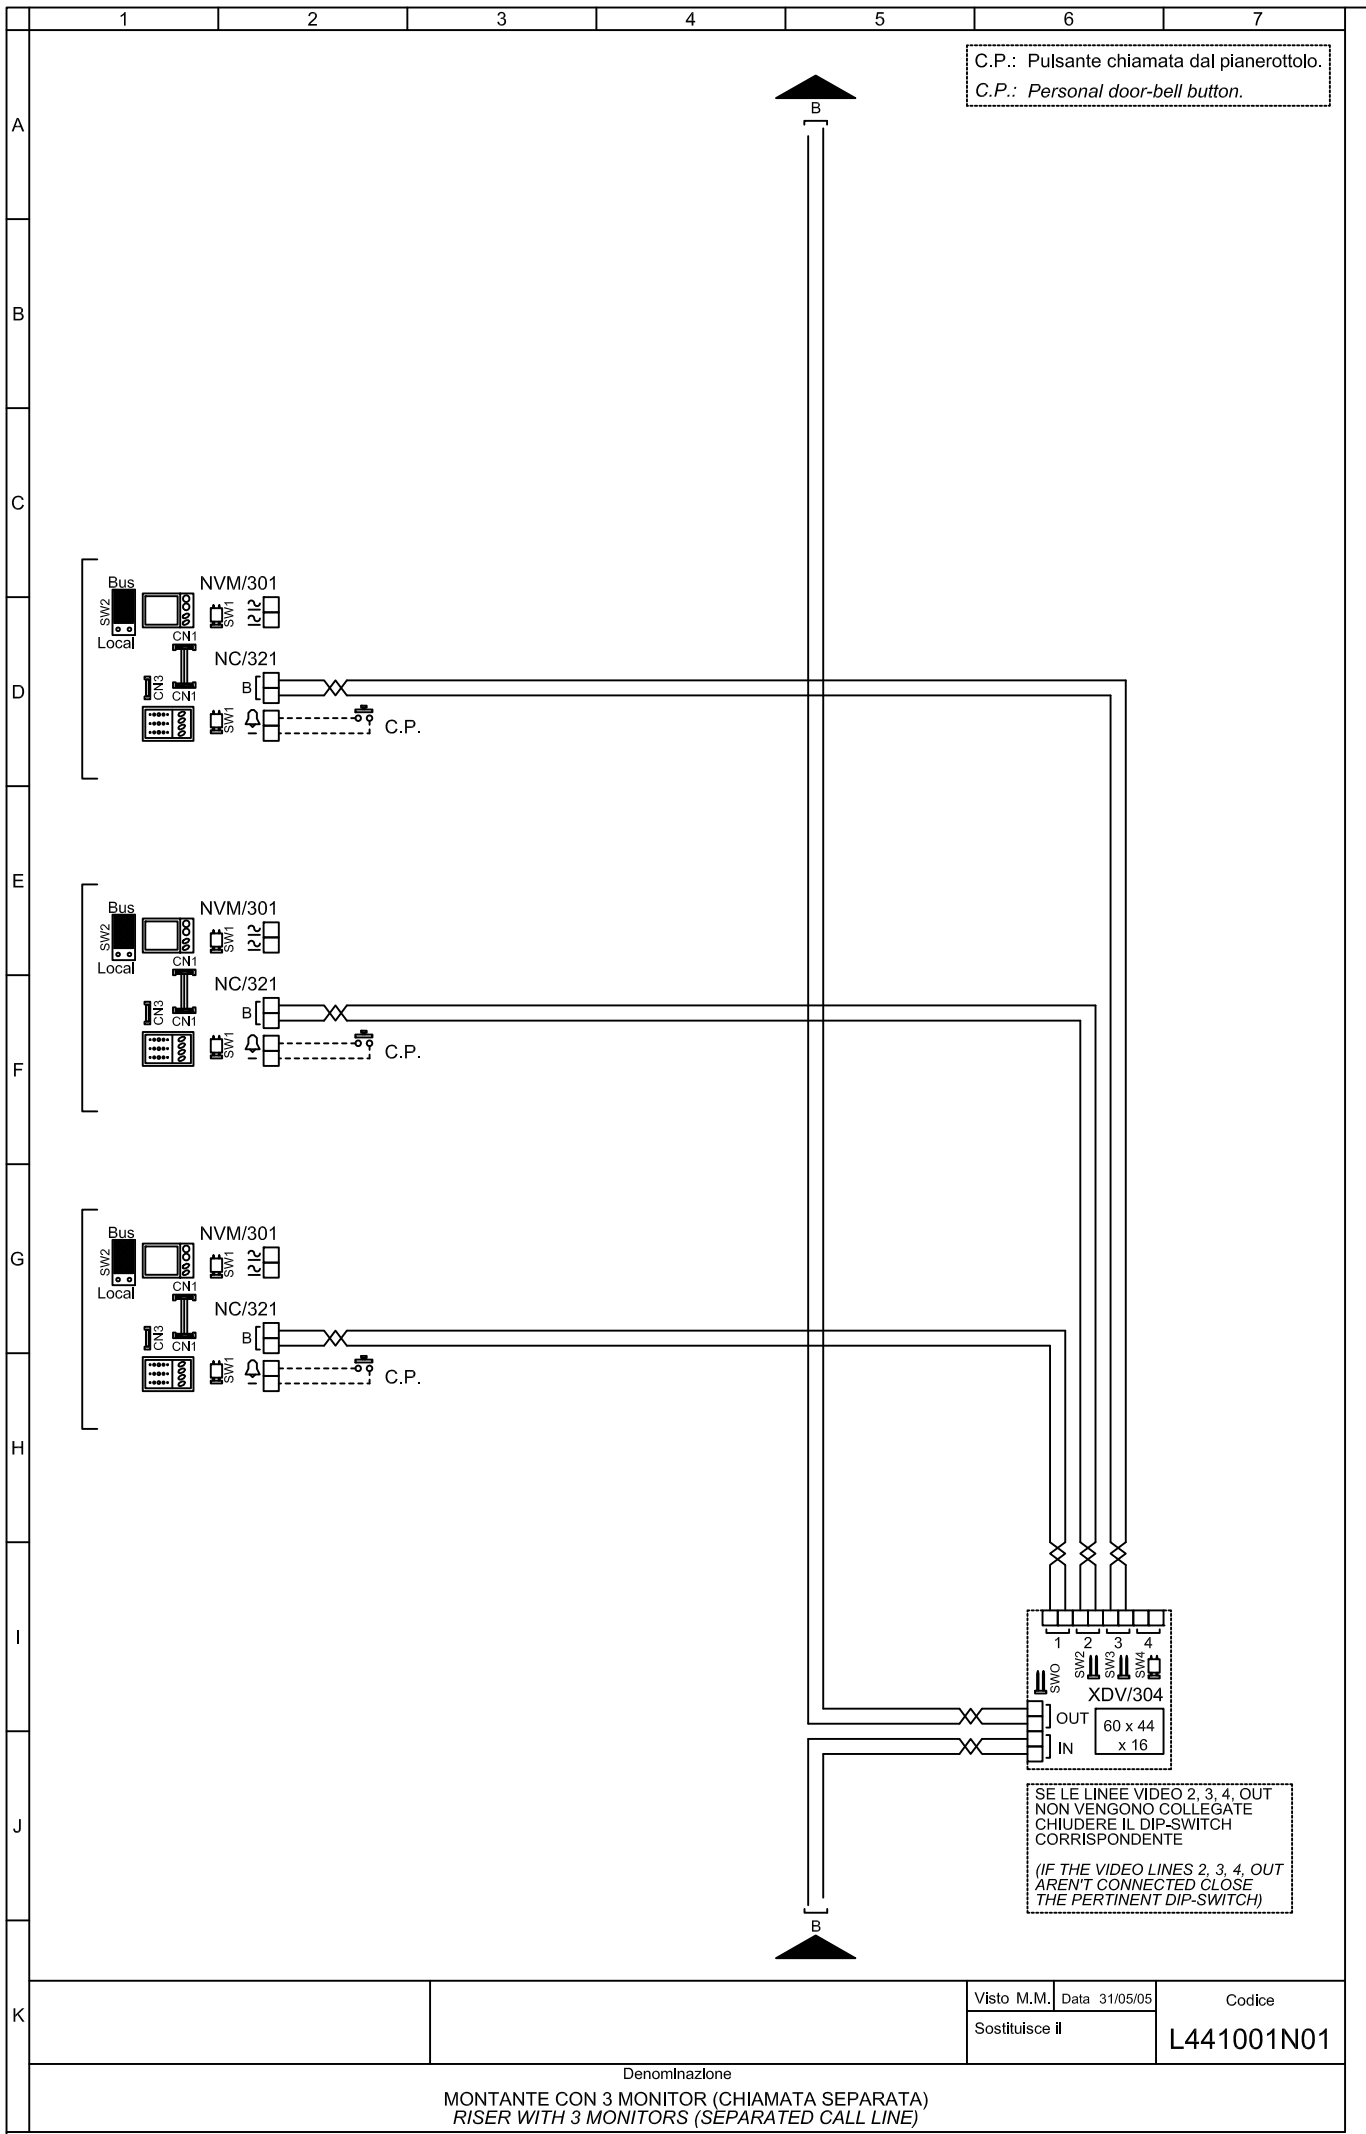 1 2 3 4 5 6 7
C.P.: Pulsante chiamata dal pianerottolo.
C.P.: Personal door-bell button.
B
A
B
C
D
E
F
G
H
I
J
K
Bus
SW2
Local
NVM/301
SW1
CN1
NC/321
CN3
CN1
B
SW1
C.P.
Bus
SW2
Local
NVM/301
SW1
CN1
NC/321
CN3
CN1
B
SW1
C.P.
Bus
SW2
Local
NVM/301
SW1
CN1
NC/321
CN3
CN1
B
SW1
C.P.
1 2 3 4
SWO
SW2
SW3
SW4
XDV/304
OUT
IN
60 x 44
x 16
SE LE LINEE VIDEO 2, 3, 4, OUT
NON VENGONO COLLEGATE
CHIUDERE IL DIP-SWITCH
CORRISPONDENTE
(IF THE VIDEO LINES 2, 3, 4, OUT
AREN'T CONNECTED CLOSE
THE PERTINENT DIP-SWITCH)
B
Visto M.M.
Data 31/05/05
Codice
Sostituisce il
L441001N01
Denominazione
MONTANTE CON 3 MONITOR (CHIAMATA SEPARATA)
RISER WITH 3 MONITORS (SEPARATED CALL LINE)